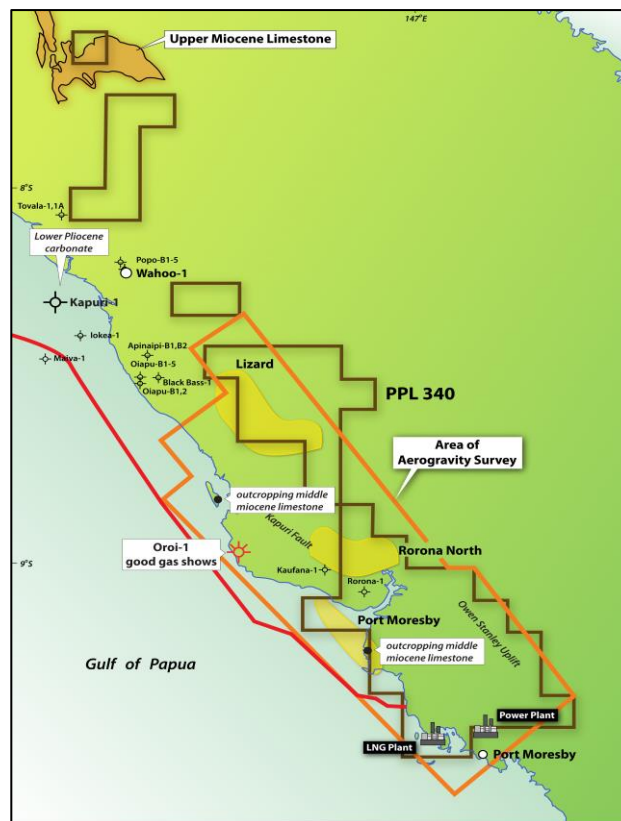 147°E
Upper Miocene Limestone
8°S
Tovala-1,1A
Lower Pliocene
carbonate
Popo-B1-5
Wahoo-1
Kapuri-1
Iokea-1
Apinaipi-B1,B2
Maiva-1
Oiapu-B1-5
Black Bass-1
Oiapu-B1,2
Lizard
PPL 340
Area of
Aerogravity Survey
outcropping middle
miocene limestone
Kapuri Fault
Oroi-1
good gas shows
9°S
Rorona North
Kaufana-1
Rorona-1
Port Moresby
Owen Stanley Uplift
outcropping middle
miocene limestone
Gulf of Papua
Power Plant
LNG Plant
Port Moresby